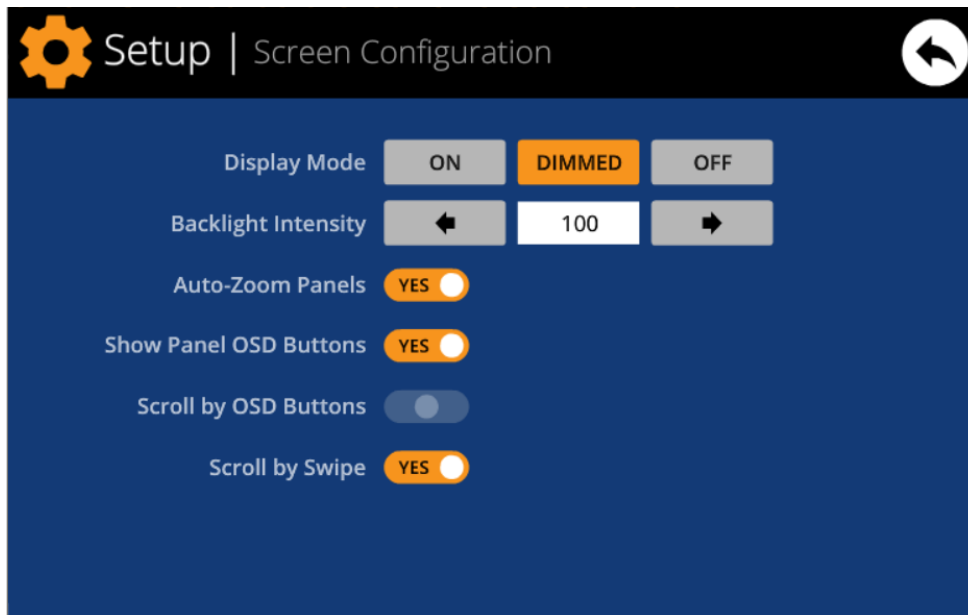 Setup | Screen Configuration
Display Mode ON DIMMED OFF
Backlight Intensity 100
Auto-Zoom Panels YES
Show Panel OSD Buttons YES
Scroll by OSD Buttons
Scroll by Swipe YES